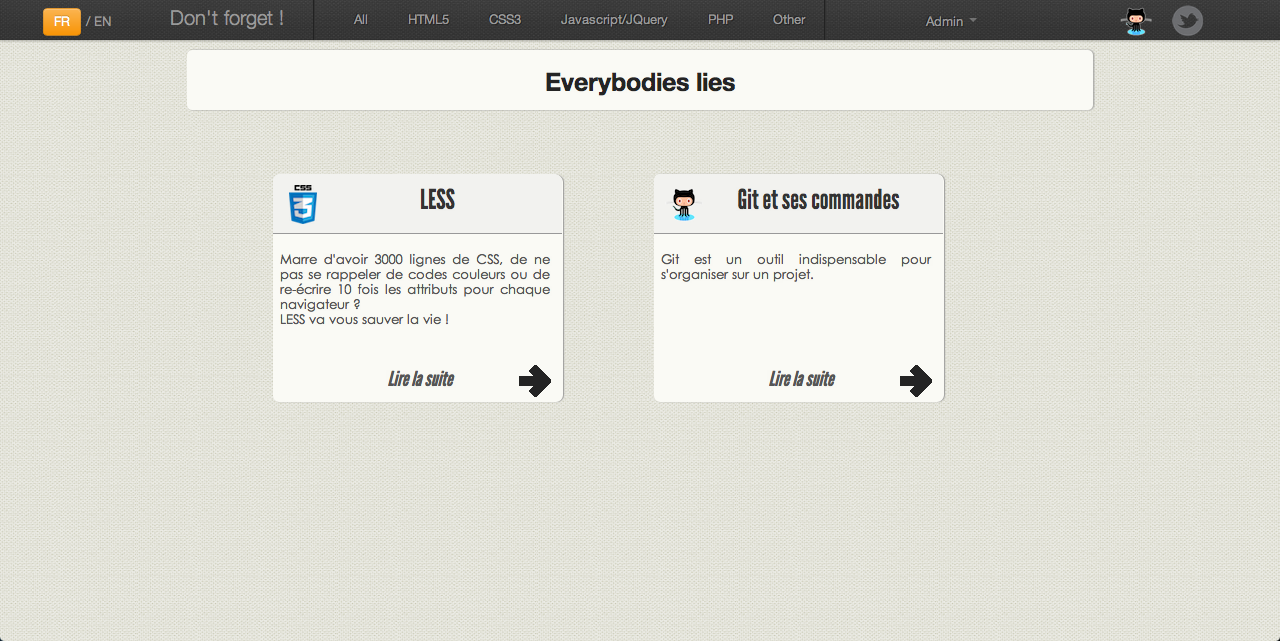 FR / EN Don't forget ! All HTML5 CSS3 Javascript/JQuery PHP Other Admin
Everybodies lies
CSS
3
LESS
Marre d'avoir 3000 lignes de CSS, de ne
pas se rappeler de codes couleurs ou de
re-écrire 10 fois les attributs pour chaque
navigateur ?
LESS va vous sauver la vie !
Lire la suite
Git et ses commandes
Git est un outil indispensable pour
s'organiser sur un projet.
Lire la suite